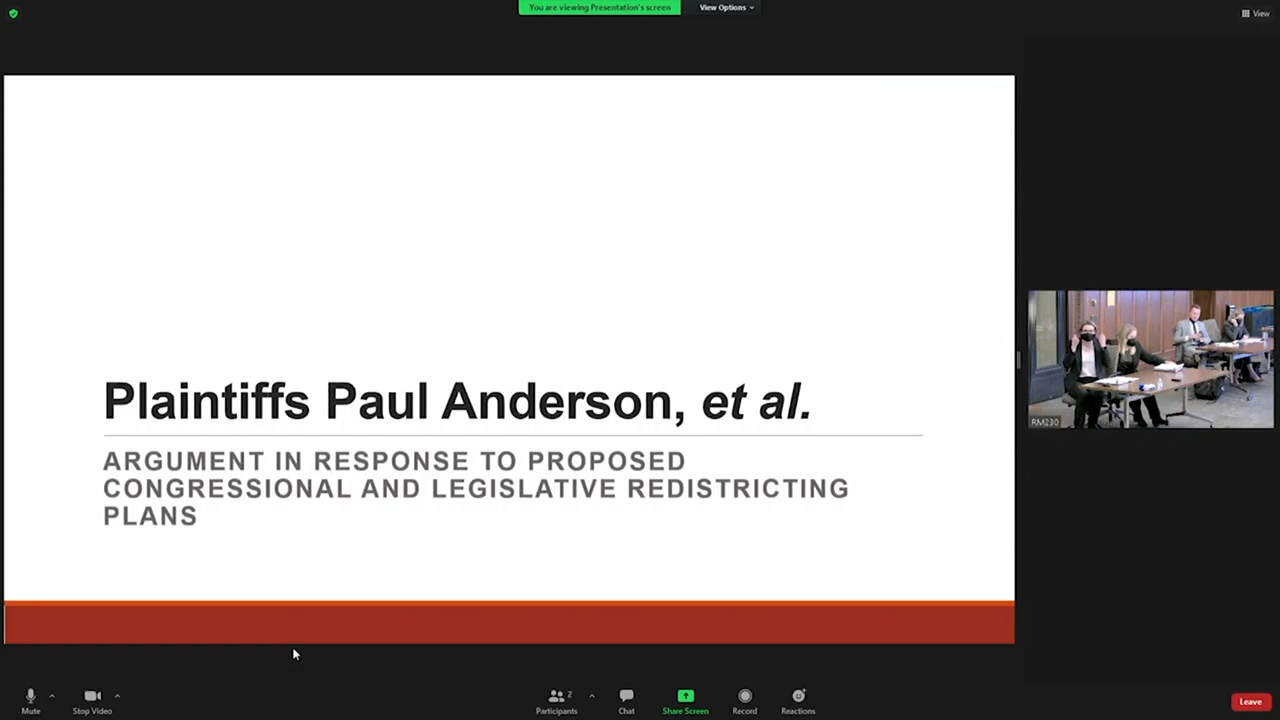 You are viewing Presentation's screen
View Options
View
Plaintiffs Paul Anderson, et al.
ARGUMENT IN RESPONSE TO PROPOSED
CONGRESSIONAL AND LEGISLATIVE REDISTRICTING
PLANS
RM230
Mute
Stop Video
Participants
2
Chat
Share Screen
Record
Reactions
Leave